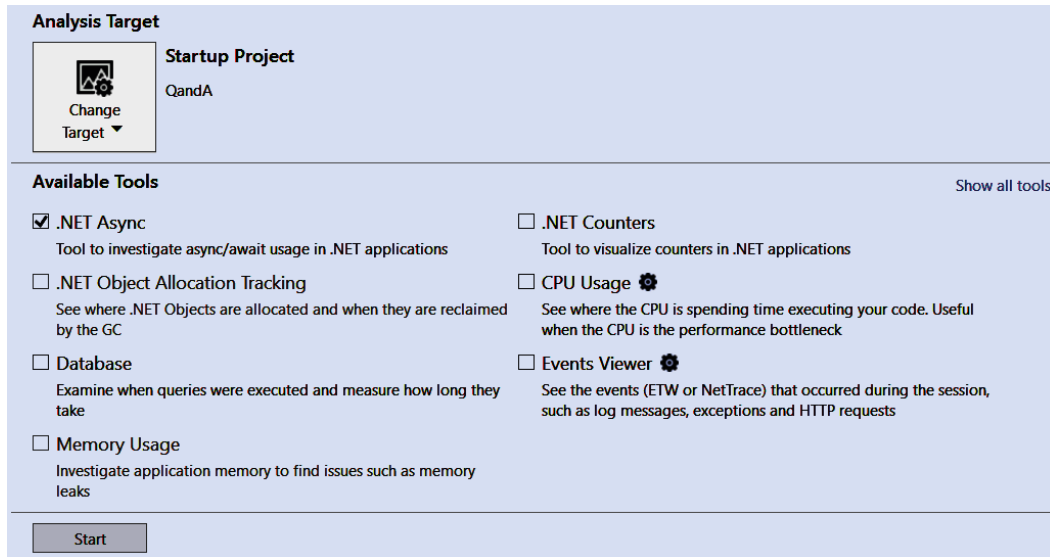 Analysis Target
Startup Project
QandA
Change
Target
Available Tools
Show all tools
.NET Async
Tool to investigate async/await usage in .NET applications
.NET Counters
Tool to visualize counters in .NET applications
.NET Object Allocation Tracking
See where .NET Objects are allocated and when they are reclaimed
by the GC
CPU Usage
See where the CPU is spending time executing your code. Useful
when the CPU is the performance bottleneck
Database
Examine when queries were executed and measure how long they
take
Events Viewer
See the events (ETW or NetTrace) that occurred during the session,
such as log messages, exceptions and HTTP requests
Memory Usage
Investigate application memory to find issues such as memory
leaks
Start